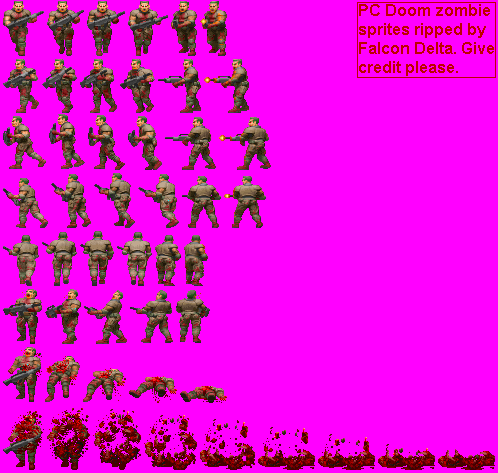 PC Doom zombie
sprites ripped by
Falcon Delta. Give
credit please.